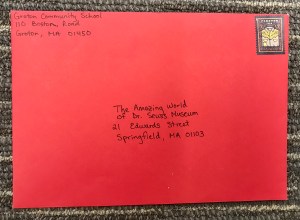 Groton Community School
110 Boston Road
Groton, MA 01450
The Amazing World
of Dr. Seuss Museum
21 Edwards Street
Springfield, MA 01103